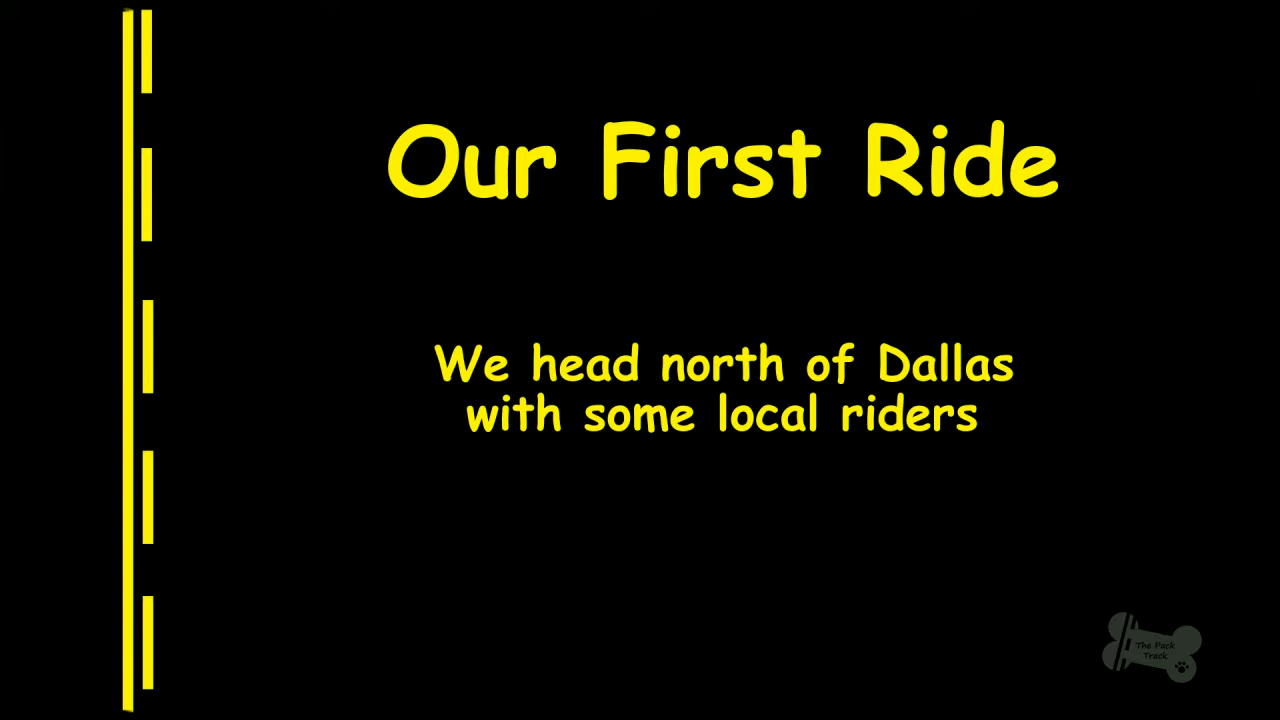 Our First Ride
We head north of Dallas
with some local riders
The Pack
Track